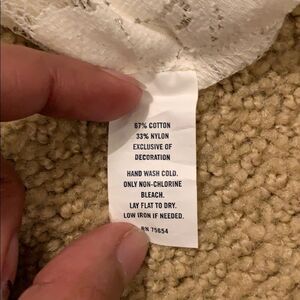 67% COTTON
33% NYLON
EXCLUSIVE OF
DECORATION
HAND WASH COLD.
ONLY NON-CHLORINE
BLEACH.
LAY FLAT TO DRY.
LOW IRON IF NEEDED.
RN 75654